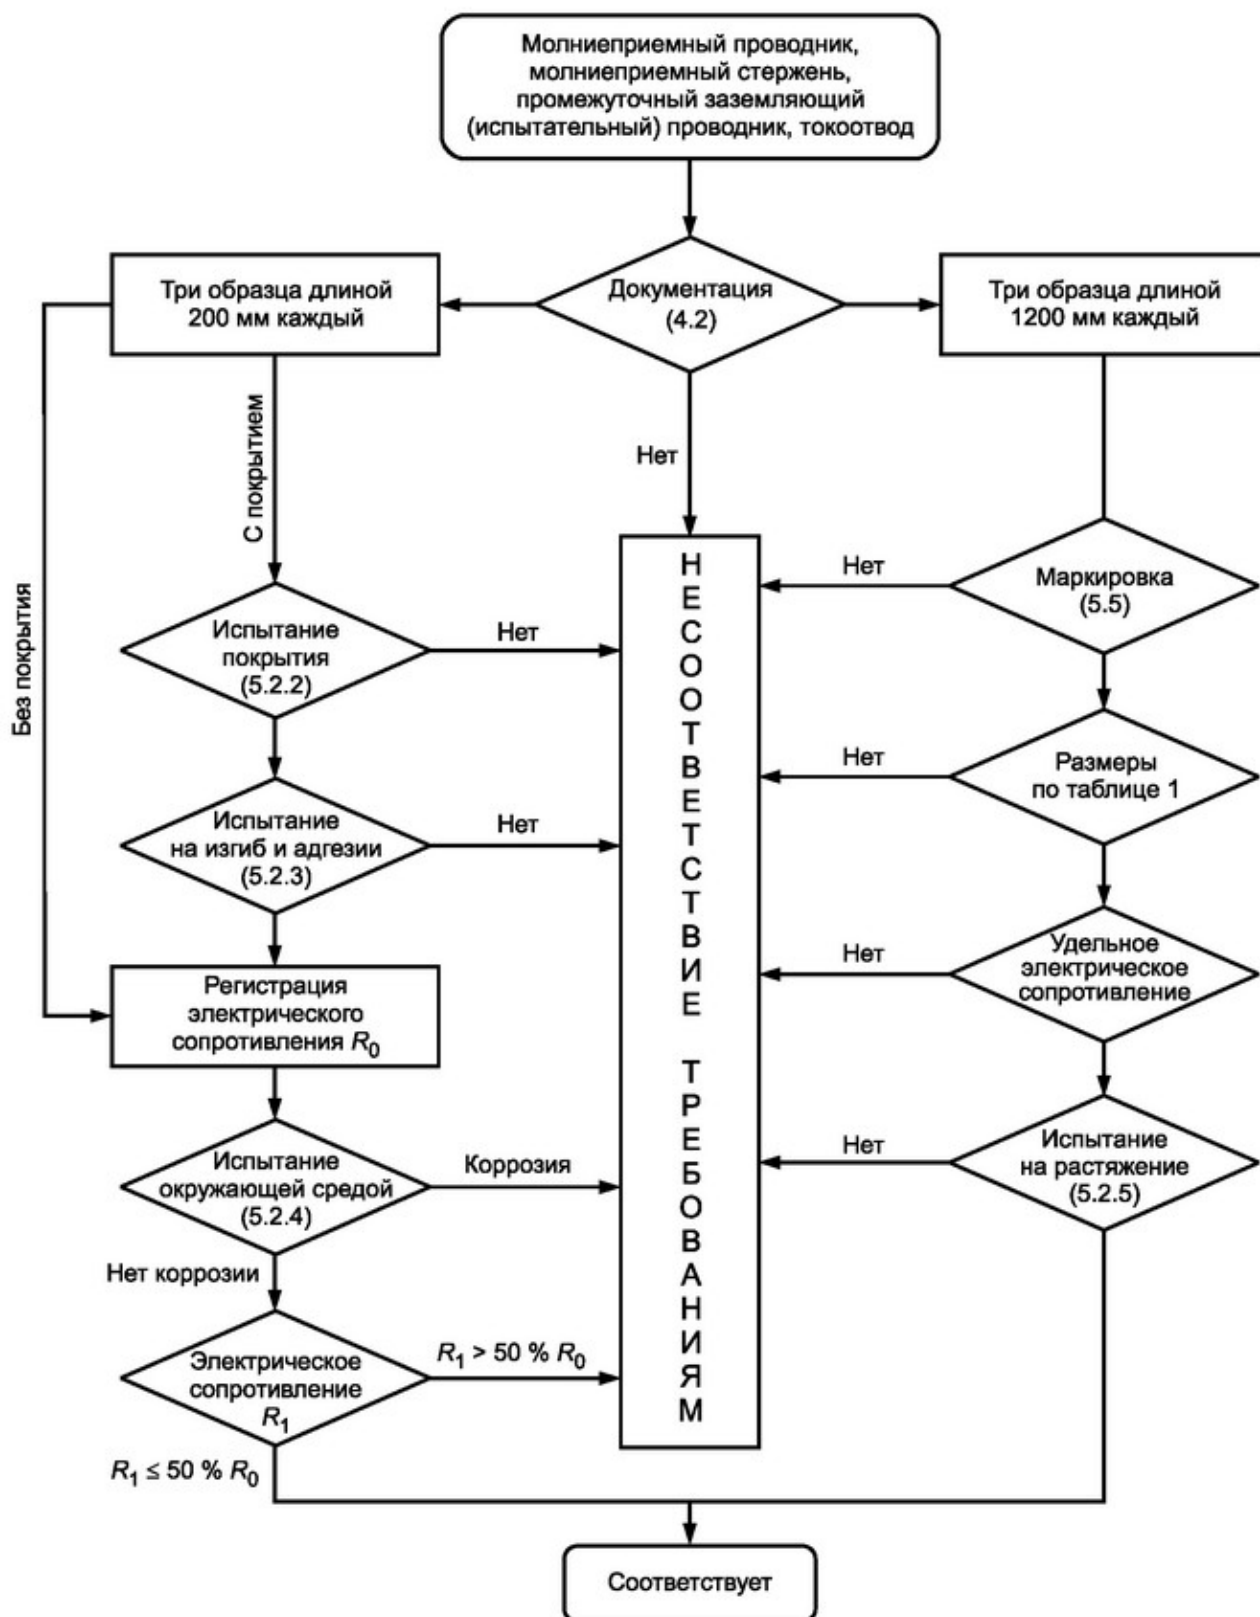 Молниеприемный проводник,
молниеприемный стержень,
промежуточный заземляющий
(испытательный) проводник, токоотвод
Три образца длиной
200 мм каждый
Документация
(4.2)
Три образца длиной
1200 мм каждый
С покрытием
Без покрытия
Нет
НЕСООТВЕТСТВИЕ ТРЕБОВАНИЯМ
Испытание
покрытия
(5.2.2)
Нет
Испытание
на изгиб и адгезии
(5.2.3)
Нет
Регистрация
электрического
сопротивления R0
Испытание
окружающей средой
(5.2.4)
Коррозия
Нет коррозии
Электрическое
сопротивление
R1
R1 > 50 % R0
R1 ≤ 50 % R0
Нет
Маркировка
(5.5)
Нет
Размеры
по таблице 1
Нет
Удельное
электрическое
сопротивление
Нет
Испытание
на растяжение
(5.2.5)
Соответствует